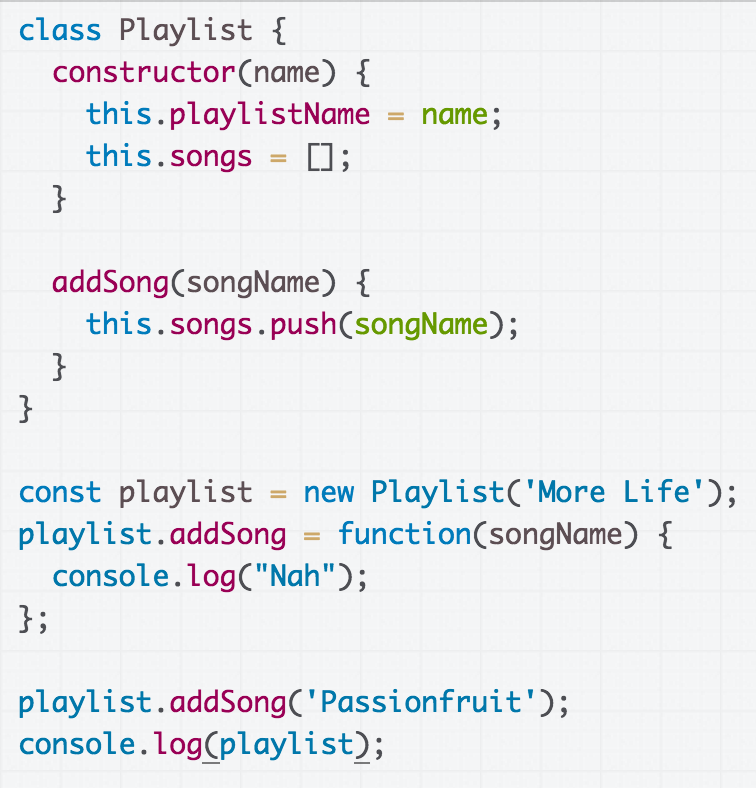 class Playlist {
  constructor(name) {
    this.playlistName = name;
    this.songs = [];
  }

  addSong(songName) {
    this.songs.push(songName);
  }
}

const playlist = new Playlist('More Life');
playlist.addSong = function(songName) {
  console.log("Nah");
};

playlist.addSong('Passionfruit');
console.log(playlist);